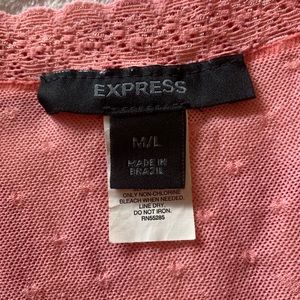 EXPRESS
M/L
MADE IN
BRAZIL
ONLY NON-CHLORINE
BLEACH WHEN NEEDED.
LINE DRY.
DO NOT IRON.
RN55285